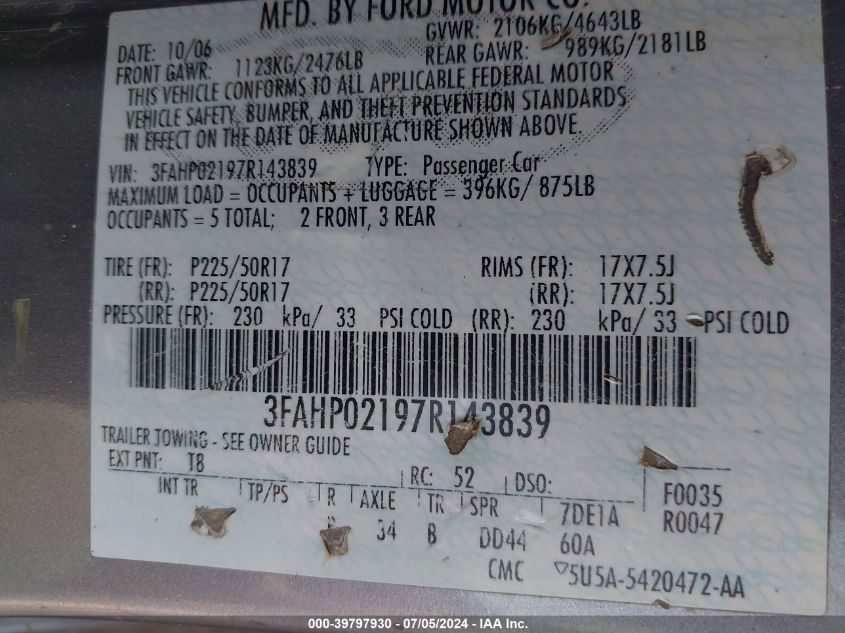 MFD. BY FORD MOTOR CO.
DATE: 10/06 GVWR: 2106KG/4643LB
FRONT GAWR: 1123KG/2476LB REAR GAWR: 989KG/2181LB
THIS VEHICLE CONFORMS TO ALL APPLICABLE FEDERAL MOTOR
VEHICLE SAFETY, BUMPER, AND THEFT PREVENTION STANDARDS
IN EFFECT ON THE DATE OF MANUFACTURE SHOWN ABOVE.
VIN: 3FAHP02197R143839 TYPE: Passenger Car
MAXIMUM LOAD = OCCUPANTS + LUGGAGE = 396KG/ 875LB
OCCUPANTS = 5 TOTAL; 2 FRONT, 3 REAR
TIRE (FR): P225/50R17 RIMS (FR): 17X7.5J
(RR): P225/50R17 (RR): 17X7.5J
PRESSURE (FR): 230 kPa/ 33 PSI COLD (RR): 230 kPa/ 33 PSI COLD
3FAHP02197R143839
TRAILER TOWING - SEE OWNER GUIDE
EXT PNT: T8 RC: 52 DSO: F0035
INT TR TP/PS R AXLE TR SPR 7DE1A R0047
34 B DD44 60A
CMC ▽5U5A-5420472-AA
000-39797930 - 07/05/2024 - IAA Inc.